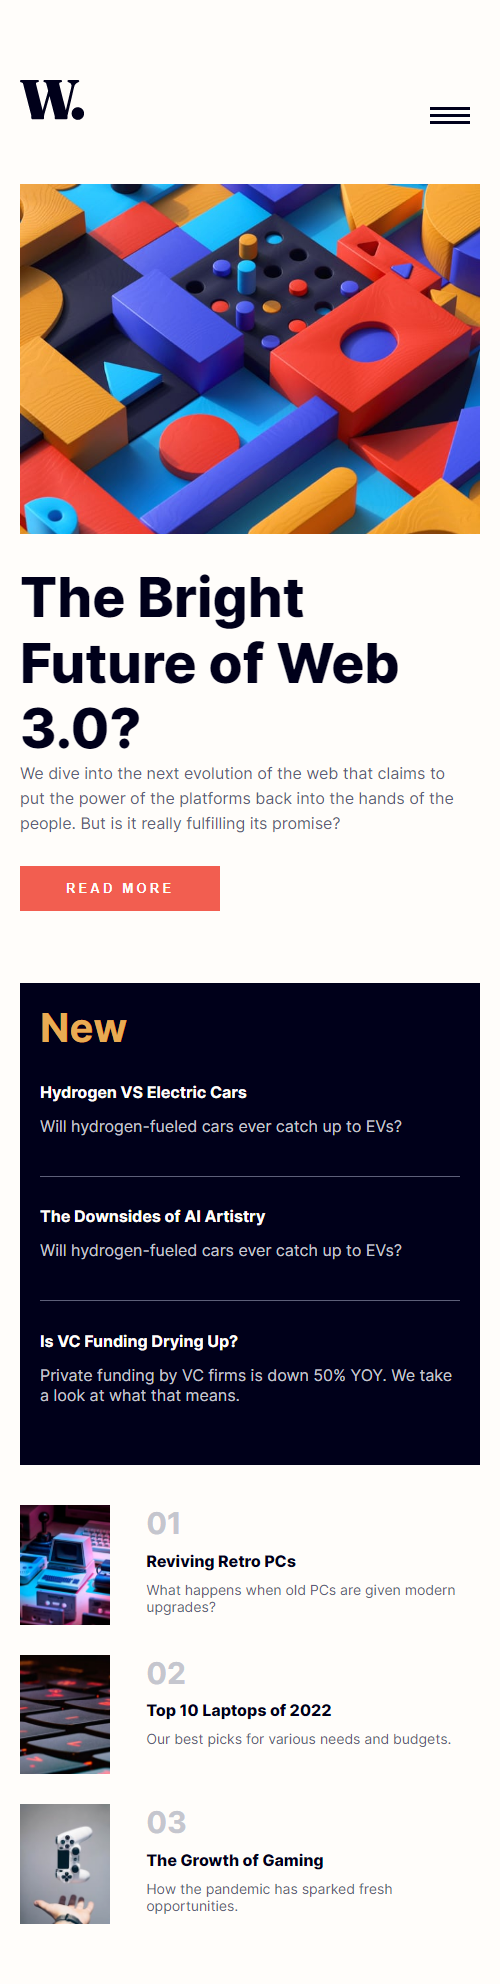 W.
The Bright
Future of Web
3.0?
We dive into the next evolution of the web that claims to
put the power of the platforms back into the hands of the
people. But is it really fulfilling its promise?
READ MORE
New
Hydrogen VS Electric Cars
Will hydrogen-fueled cars ever catch up to EVs?
The Downsides of AI Artistry
Will hydrogen-fueled cars ever catch up to EVs?
Is VC Funding Drying Up?
Private funding by VC firms is down 50% YOY. We take
a look at what that means.
01
Reviving Retro PCs
What happens when old PCs are given modern
upgrades?
02
Top 10 Laptops of 2022
Our best picks for various needs and budgets.
03
The Growth of Gaming
How the pandemic has sparked fresh
opportunities.